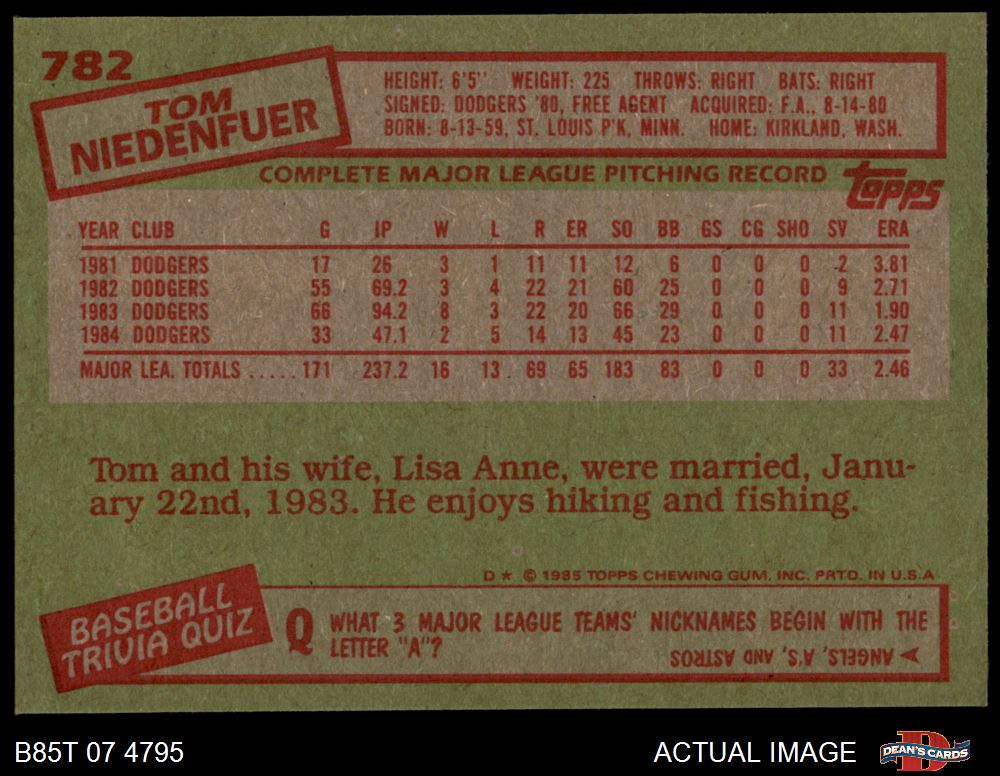 782
TOM
NIEDENFUER
HEIGHT: 6'5" WEIGHT: 225 THROWS: RIGHT BATS: RIGHT
SIGNED: DODGERS '80, FREE AGENT ACQUIRED: F.A., 8-14-80
BORN: 8-13-59, ST. LOUIS P'K, MINN. HOME: KIRKLAND, WASH.
COMPLETE MAJOR LEAGUE PITCHING RECORD topps
YEAR CLUB G IP W L R ER SO BB GS CG SHO SV ERA
1981 DODGERS 17 26 3 1 11 11 12 6 0 0 0 2 3.81
1982 DODGERS 55 69.2 3 4 22 21 60 25 0 0 0 9 2.71
1983 DODGERS 66 94.2 8 3 22 20 66 29 0 0 0 11 1.90
1984 DODGERS 33 47.1 2 5 14 13 45 23 0 0 0 11 2.47
MAJOR LEA. TOTALS ..... 171 237.2 16 13 69 65 183 83 0 0 0 33 2.46
Tom and his wife, Lisa Anne, were married, Janu-
ary 22nd, 1983. He enjoys hiking and fishing.
D * © 1985 TOPPS CHEWING GUM, INC. PRTD. IN U.S.A
BASEBALL
TRIVIA QUIZ
Q WHAT 3 MAJOR LEAGUE TEAMS' NICKNAMES BEGIN WITH THE
LETTER "A"?
A ANGELS, A'S, AND ASTROS
B85T 07 4795
ACTUAL IMAGE
DEAN'S CARDS